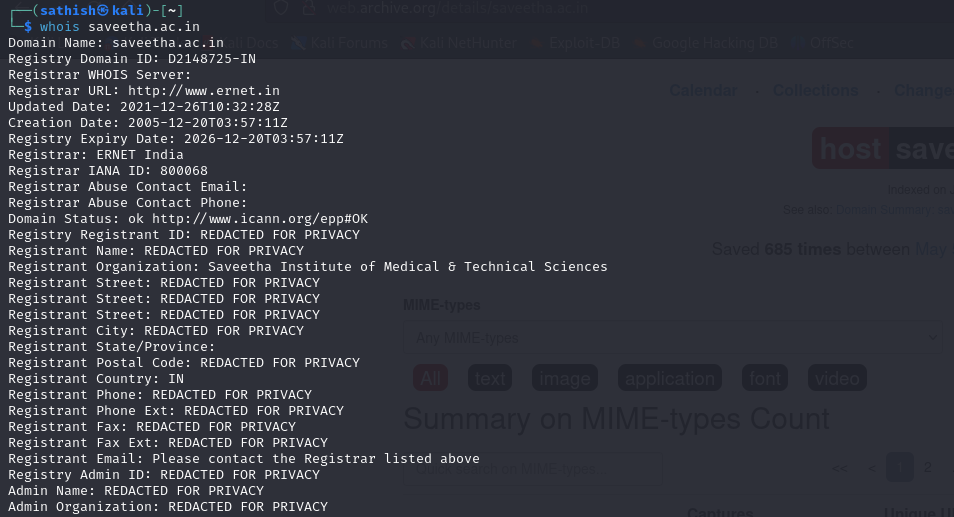 ┌──(sathish㉿kali)-[~]
└─$ whois saveetha.ac.in
Domain Name: saveetha.ac.in
Registry Domain ID: D2148725-IN
Registrar WHOIS Server:
Registrar URL: http://www.ernet.in
Updated Date: 2021-12-26T10:32:28Z
Creation Date: 2005-12-20T03:57:11Z
Registry Expiry Date: 2026-12-20T03:57:11Z
Registrar: ERNET India
Registrar IANA ID: 800068
Registrar Abuse Contact Email:
Registrar Abuse Contact Phone:
Domain Status: ok http://www.icann.org/epp#OK
Registry Registrant ID: REDACTED FOR PRIVACY
Registrant Name: REDACTED FOR PRIVACY
Registrant Organization: Saveetha Institute of Medical & Technical Sciences
Registrant Street: REDACTED FOR PRIVACY
Registrant Street: REDACTED FOR PRIVACY
Registrant Street: REDACTED FOR PRIVACY
Registrant City: REDACTED FOR PRIVACY
Registrant State/Province:
Registrant Postal Code: REDACTED FOR PRIVACY
Registrant Country: IN
Registrant Phone: REDACTED FOR PRIVACY
Registrant Phone Ext: REDACTED FOR PRIVACY
Registrant Fax: REDACTED FOR PRIVACY
Registrant Fax Ext: REDACTED FOR PRIVACY
Registrant Email: Please contact the Registrar listed above
Registry Admin ID: REDACTED FOR PRIVACY
Admin Name: REDACTED FOR PRIVACY
Admin Organization: REDACTED FOR PRIVACY
web.archive.org/details/saveetha.ac.in
Kali Docs Kali Forums Kali NetHunter Exploit-DB Google Hacking DB OffSec
Calendar · Collections · Change
host save
Indexed on
See also:
Saved 685 times between May
MIME-types
Any MIME-types
All text image application font video
Summary on MIME-types Count
<< < 1 2
Captures Unique U